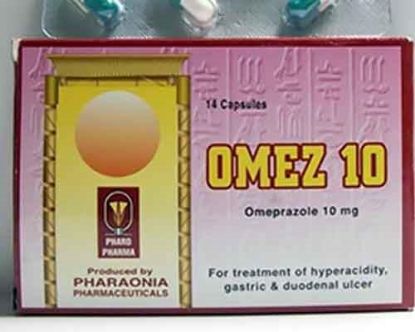 14 Capsules
OMEZ 10
Omeprazole 10 mg
PHARO
PHARMA
Produced by
PHARAONIA
PHARMACEUTICALS
For treatment of hyperacidity,
gastric & duodenal ulcer